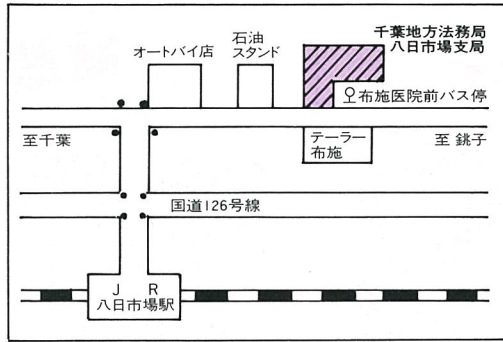 千葉地方法務局
八日市場支局
石油
スタンド
オートバイ店
布施医院前バス停
至千葉
テーラー
布施
至 銚子
国道126号線
J R
八日市場駅